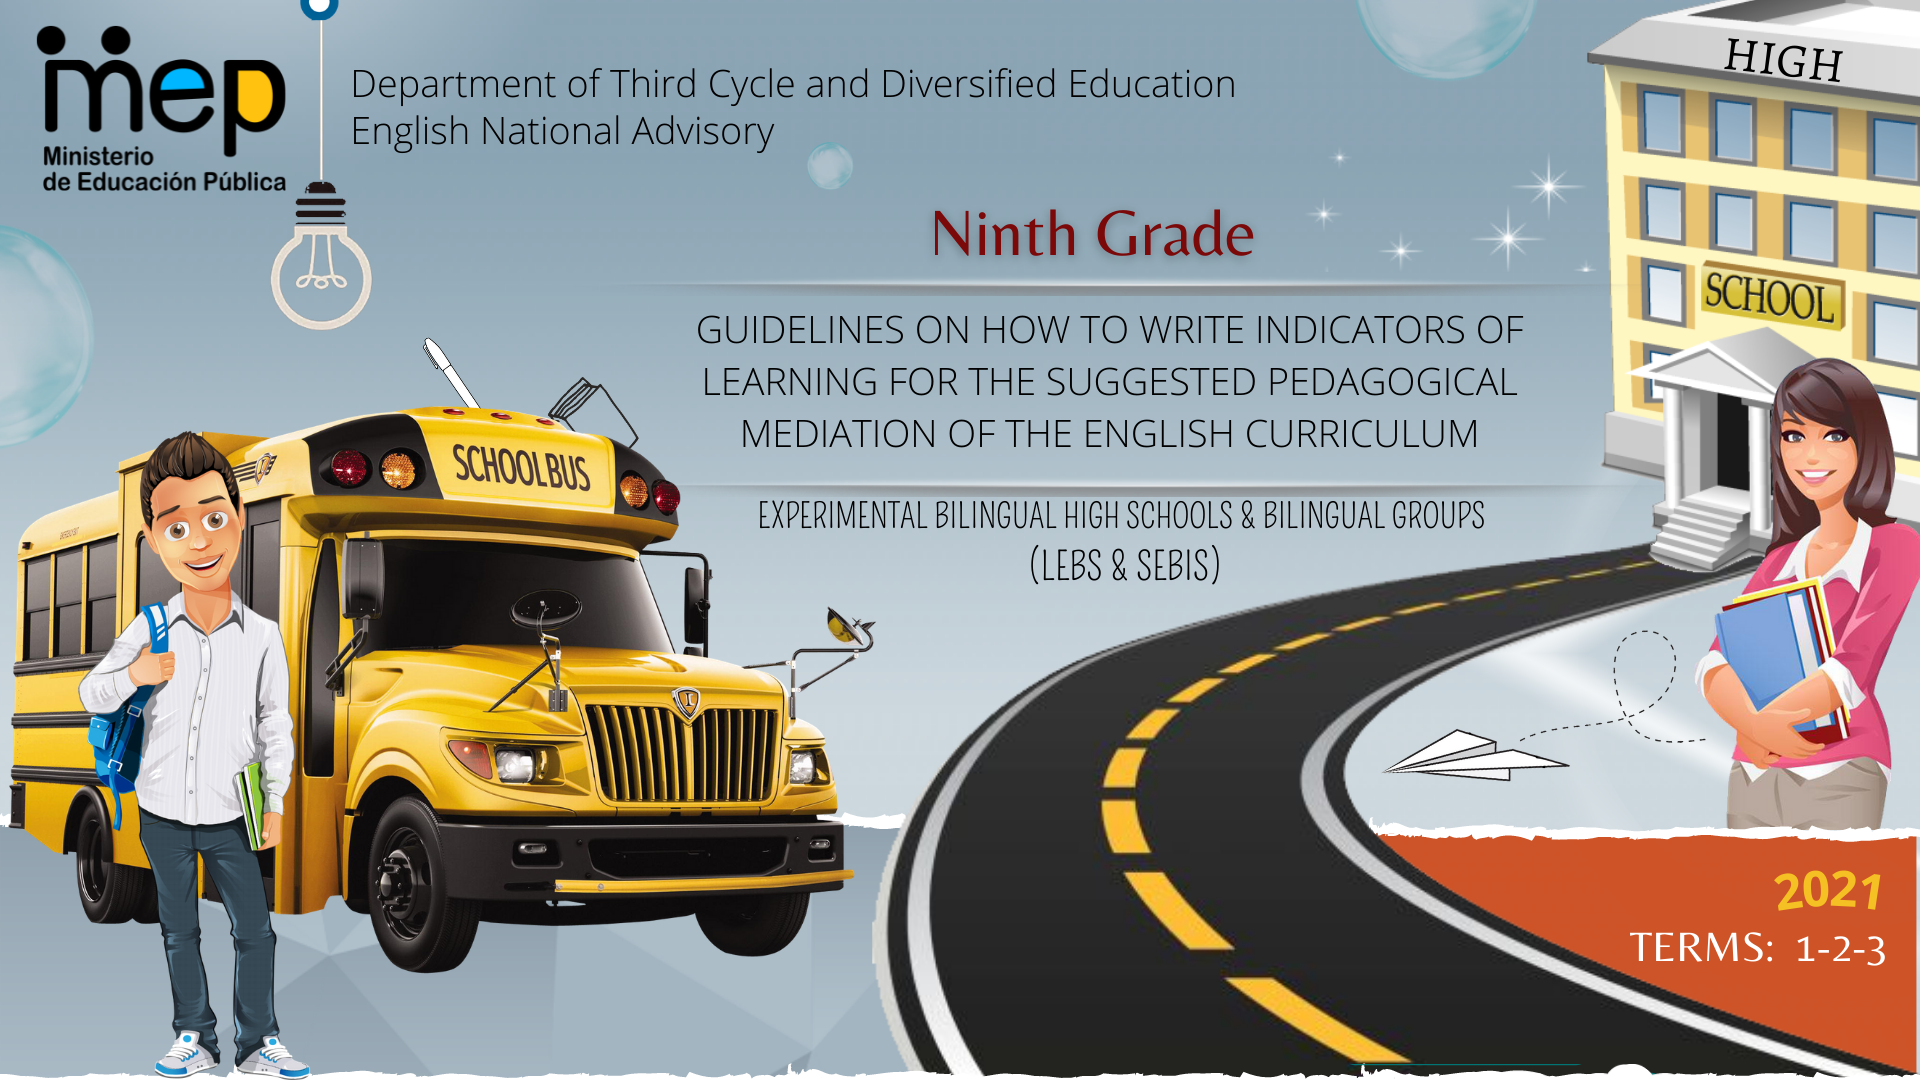 mep
Ministerio
de Educación Pública
Department of Third Cycle and Diversified Education
English National Advisory
HIGH
Ninth Grade
SCHOOL
GUIDELINES ON HOW TO WRITE INDICATORS OF
LEARNING FOR THE SUGGESTED PEDAGOGICAL
MEDIATION OF THE ENGLISH CURRICULUM
EXPERIMENTAL BILINGUAL HIGH SCHOOLS & BILINGUAL GROUPS
(LEBS & SEBIS)
SCHOOLBUS
2021
TERMS: 1-2-3